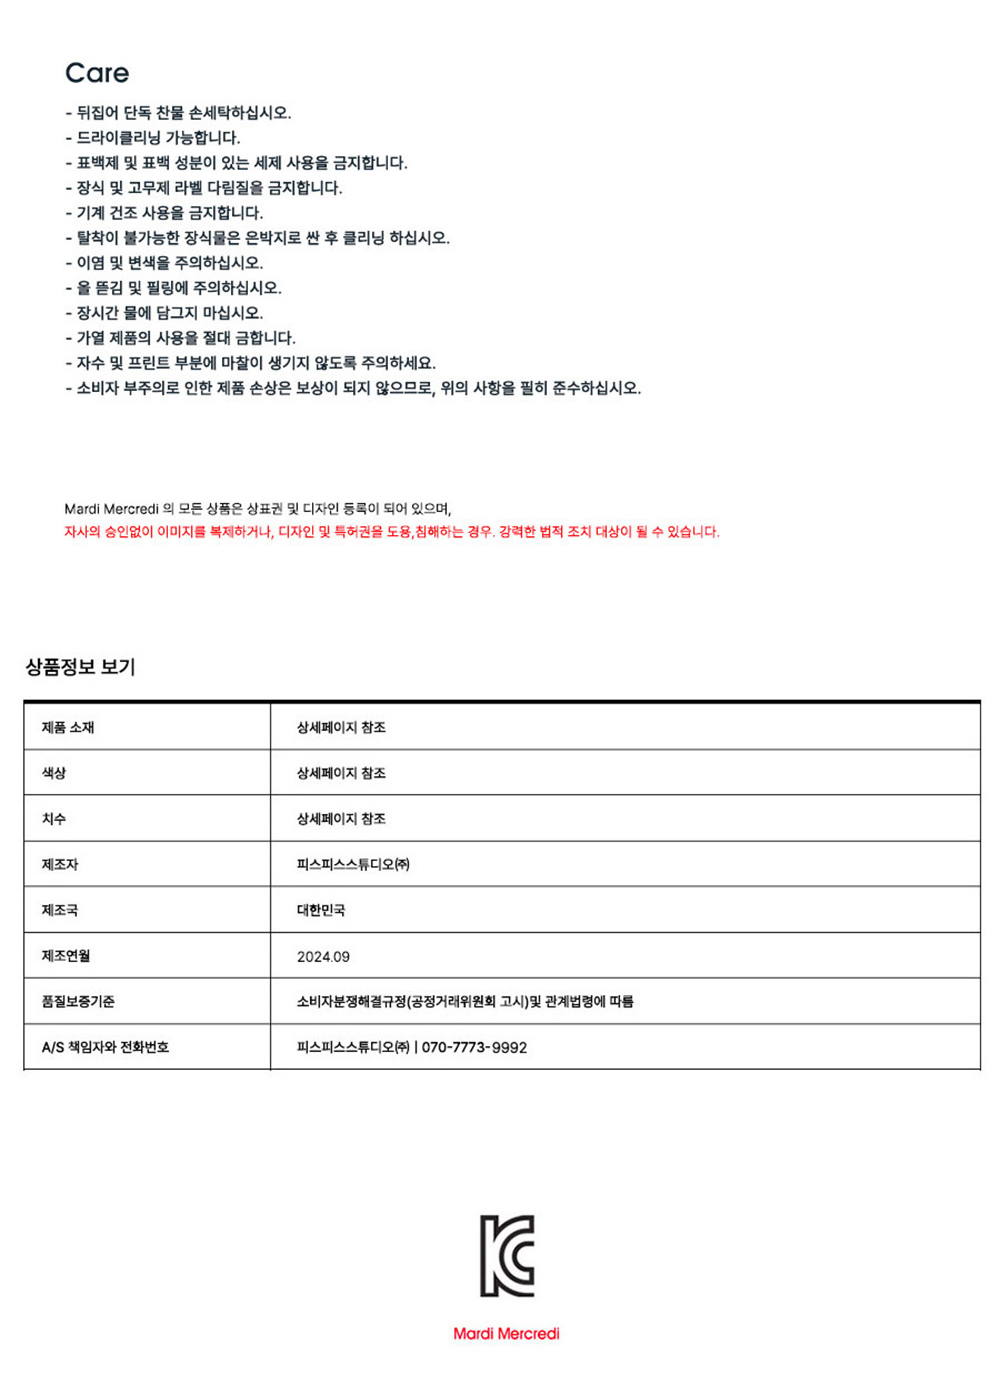 Care
- 뒤집어 단독 찬물 손세탁하십시오.
- 드라이클리닝 가능합니다.
- 표백제 및 표백 성분이 있는 세제 사용을 금지합니다.
- 장식 및 고무제 라벨 다림질을 금지합니다.
- 기계 건조 사용을 금지합니다.
- 탈착이 불가능한 장식물은 은박지로 싼 후 클리닝 하십시오.
- 이염 및 변색을 주의하십시오.
- 올 뜯김 및 필링에 주의하십시오.
- 장시간 물에 담그지 마십시오.
- 가열 제품의 사용을 절대 금합니다.
- 자수 및 프린트 부분에 마찰이 생기지 않도록 주의하세요.
- 소비자 부주의로 인한 제품 손상은 보상이 되지 않으므로, 위의 사항을 필히 준수하십시오.
Mardi Mercredi 의 모든 상품은 상표권 및 디자인 등록이 되어 있으며,
자사의 승인없이 이미지를 복제하거나, 디자인 및 특허권을 도용,침해하는 경우. 강력한 법적 조치 대상이 될 수 있습니다.
상품정보 보기
제품 소재 상세페이지 참조
색상 상세페이지 참조
치수 상세페이지 참조
제조자 피스피스스튜디오㈜
제조국 대한민국
제조연월 2024.09
품질보증기준 소비자분쟁해결규정(공정거래위원회 고시)및 관계법령에 따름
A/S 책임자와 전화번호 피스피스스튜디오㈜ | 070-7773-9992
KC
Mardi Mercredi